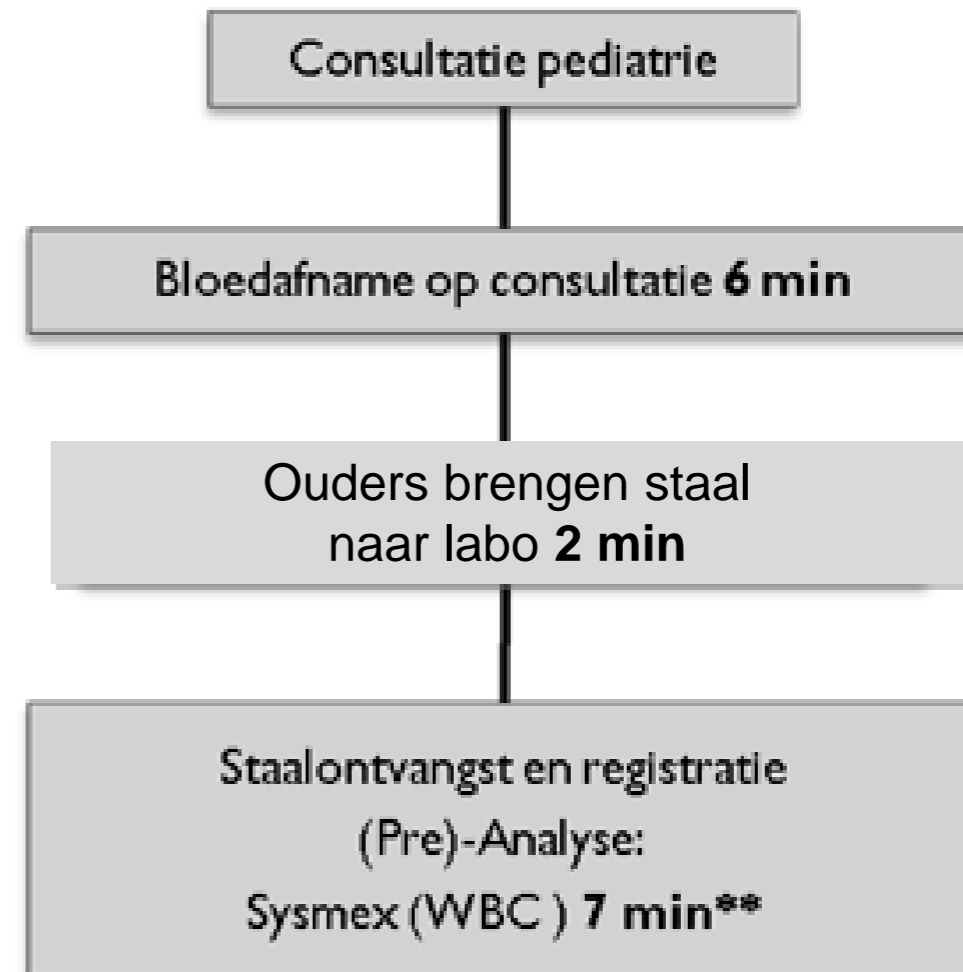 Consultatie pediatrie
Bloedafname op consultatie 6 min
Ouders brengen staal
naar labo 2 min
Staalontvangst en registratie
(Pre)-Analyse:
Sysmex (WBC ) 7 min**